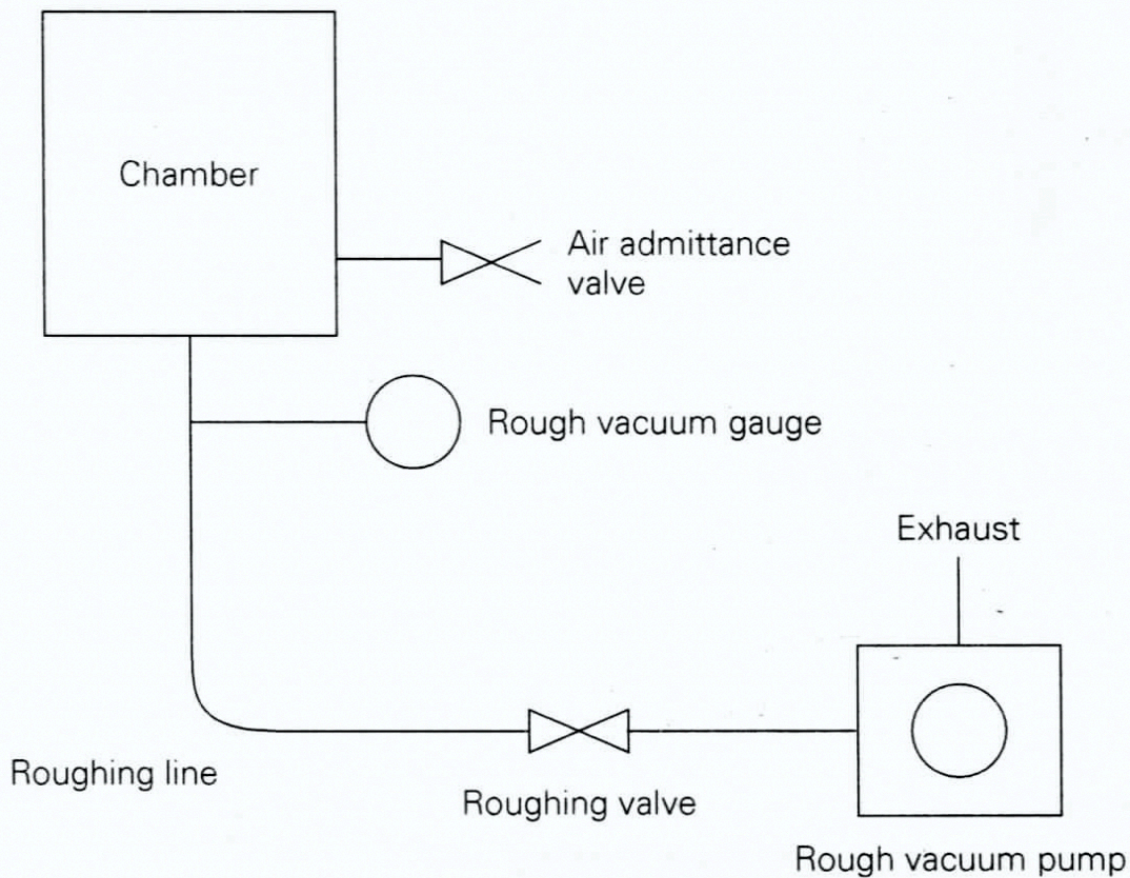 Chamber
Air admittance
valve
Rough vacuum gauge
Exhaust
Roughing line
Roughing valve
Rough vacuum pump